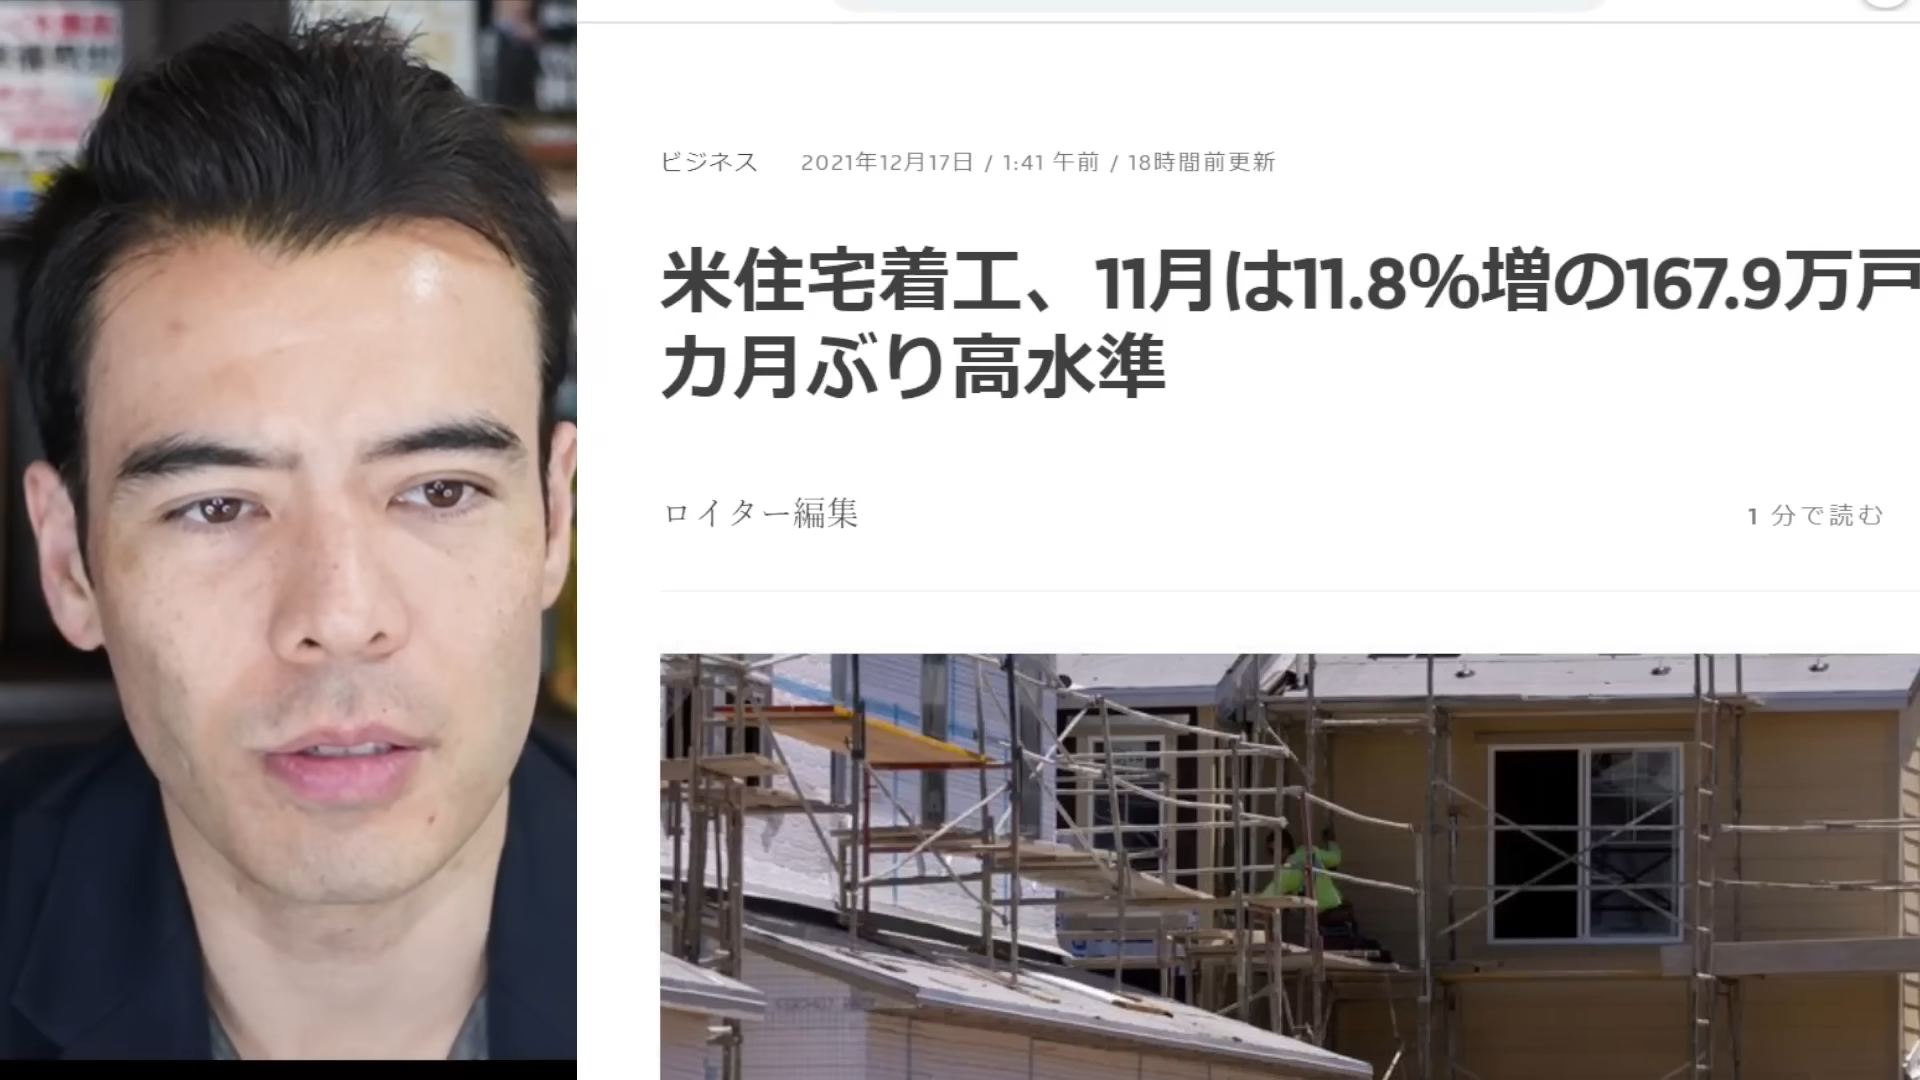 ビジネス 2021年12月17日 / 1:41 午前 / 18時間前更新
米住宅着工、11月は11.8%増の167.9万戸
カ月ぶり高水準
ロイター編集
1 分で読む